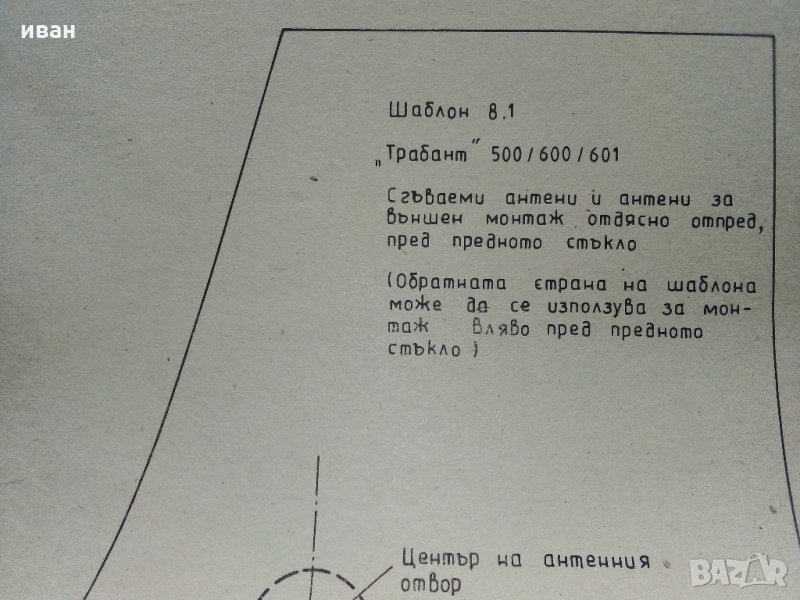 иван
Шаблон 8.1
„Трабант” 500/600/601
Сгъваеми антени и антени за
външен монтаж отдясно отпред,
пред предното стъкло
(Обратната страна на шаблона
може да се използува за мон-
таж вляво пред предното
стъкло)
Център на антенния
отвор
BAZAR